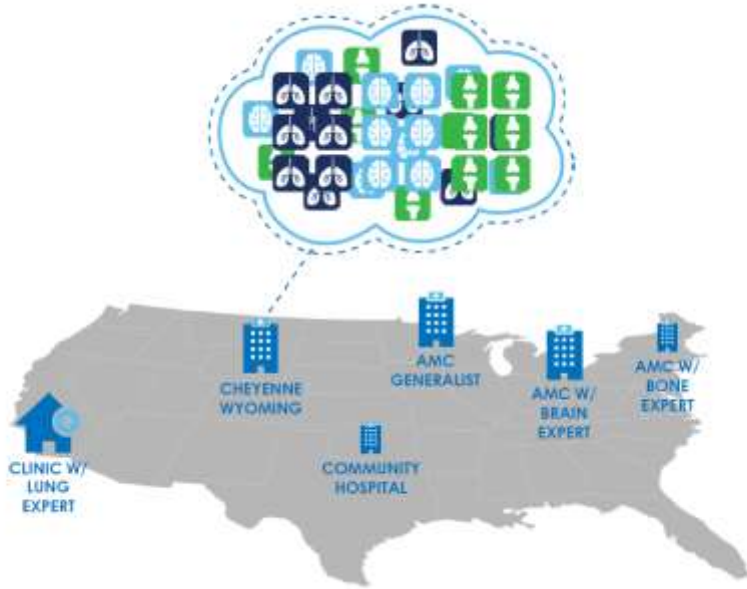 CHEYENNE
WYOMING
AMC
GENERALIST
AMC W/
BRAIN
EXPERT
AMC W/
BONE
EXPERT
CLINIC W/
LUNG
EXPERT
COMMUNITY
HOSPITAL